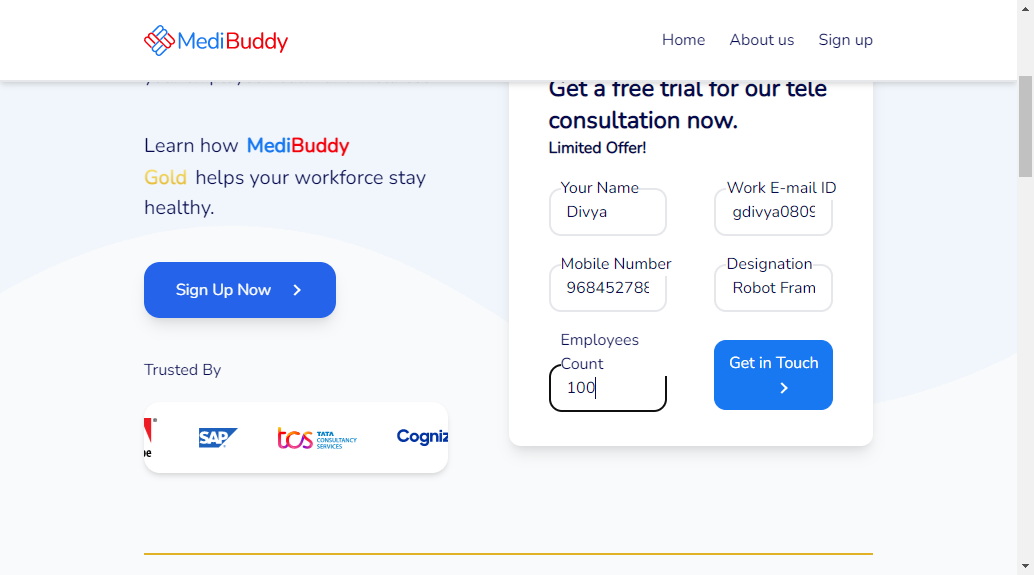 MediBuddy
Home
About us
Sign up
Learn how MediBuddy
Gold helps your workforce stay
healthy.
Sign Up Now
Trusted By
SAP
tcs TATA
CONSULTANCY
SERVICES
Cogniz
Get a free trial for our tele
consultation now.
Limited Offer!
Your Name
Divya
Work E-mail ID
gdivya0809
Mobile Number
968452788
Designation
Robot Fram
Employees
Count
100
Get in Touch